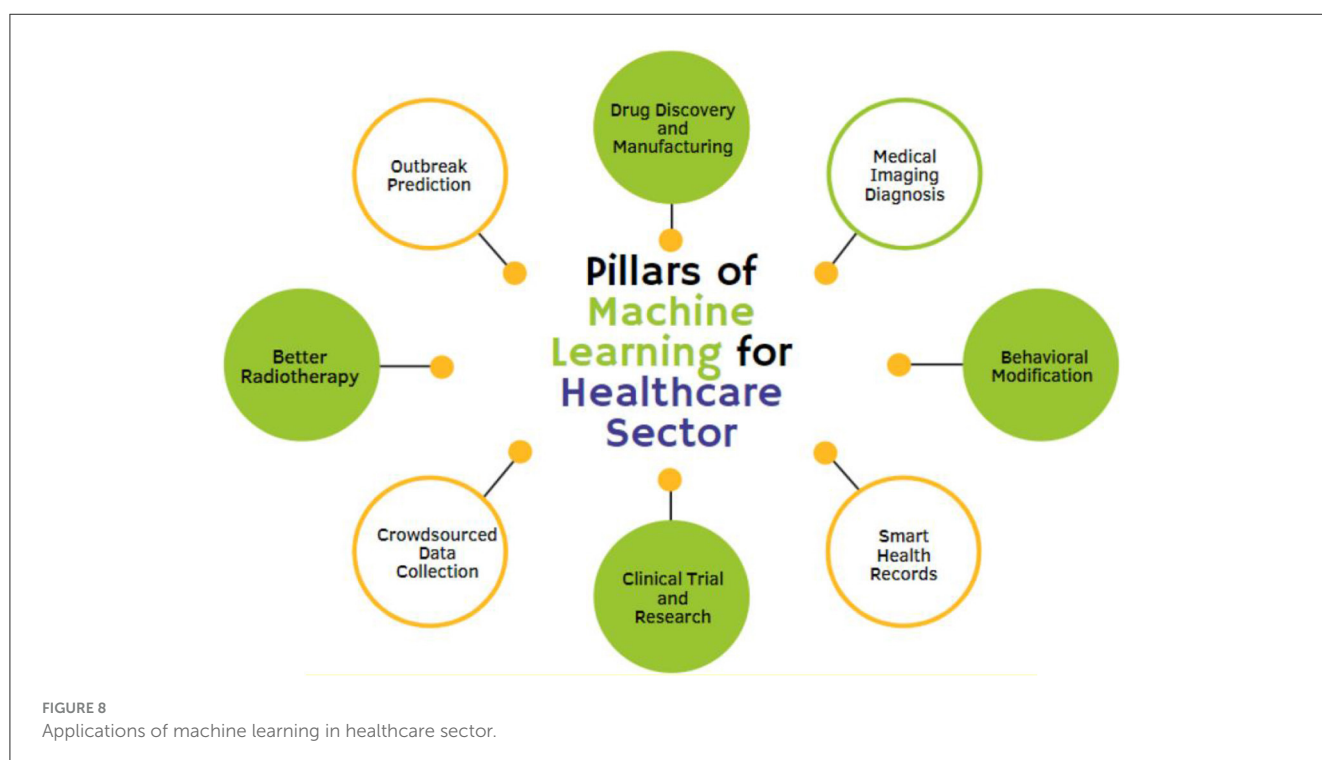 Drug Discovery
and
Manufacturing
Outbreak
Prediction
Medical
Imaging
Diagnosis
Pillars of
Machine
Learning for
Healthcare
Sector
Better
Radiotherapy
Behavioral
Modification
Crowdsourced
Data
Collection
Clinical Trial
and
Research
Smart
Health
Records
FIGURE 8
Applications of machine learning in healthcare sector.